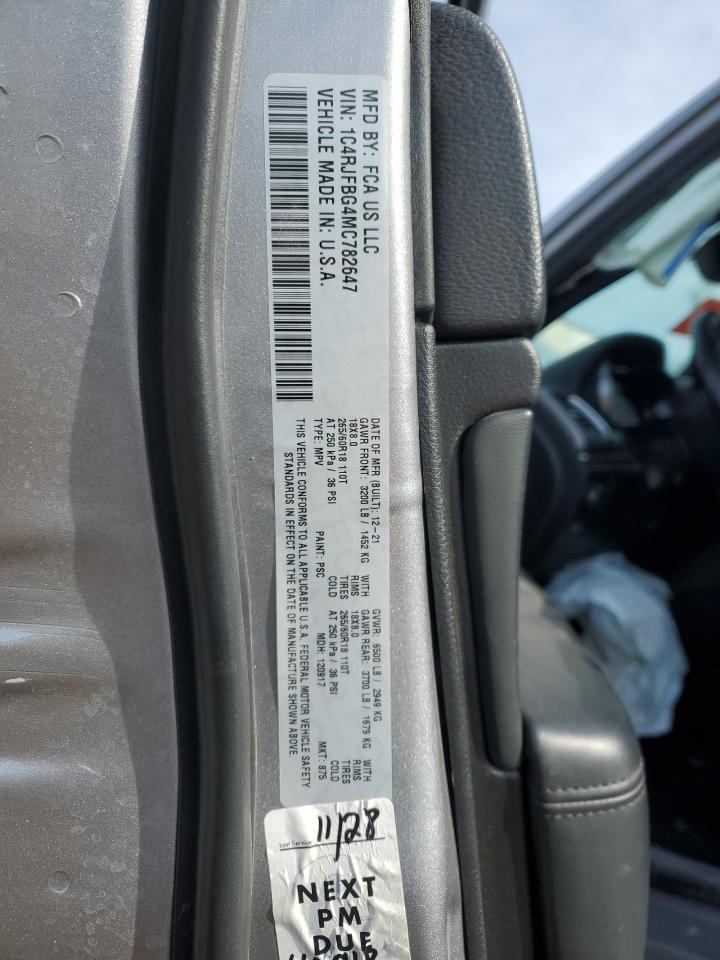 MFD BY: FCA US LLC
VIN: 1C4RJFBG4MC782647
VEHICLE MADE IN: U.S.A.
DATE OF MFR (BUILT): 12-21 GVWR: 6500 LB / 2949 KG
GAWR FRONT: 3200 LB / 1452 KG WITH GAWR REAR: 3700 LB / 1679 KG WITH
18X8.0 RIMS 18X8.0 RIMS
265/60R18 110T TIRES 265/60R18 110T TIRES
AT 250 kPa / 36 PSI COLD AT 250 kPa / 36 PSI COLD
TYPE: MPV PAINT: PSC MDH: 120917 MKT: 875
THIS VEHICLE CONFORMS TO ALL APPLICABLE U.S.A. FEDERAL MOTOR VEHICLE SAFETY
STANDARDS IN EFFECT ON THE DATE OF MANUFACTURE SHOWN ABOVE.
Last Service 11/28
NEXT
PM
DUE